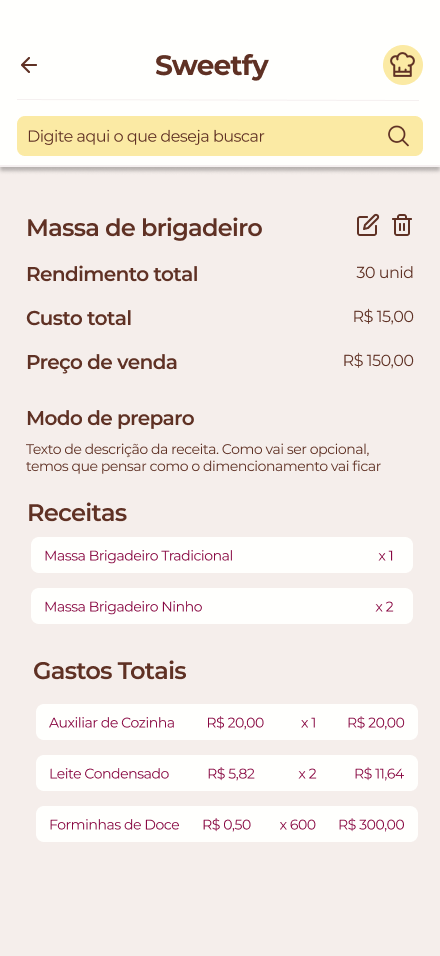 Sweetfy
Digite aqui o que deseja buscar
Massa de brigadeiro
Rendimento total 30 unid
Custo total R$ 15,00
Preço de venda R$ 150,00
Modo de preparo
Texto de descrição da receita. Como vai ser opcional,
temos que pensar como o dimencionamento vai ficar
Receitas
Massa Brigadeiro Tradicional x 1
Massa Brigadeiro Ninho x 2
Gastos Totais
Auxiliar de Cozinha R$ 20,00 x 1 R$ 20,00
Leite Condensado R$ 5,82 x 2 R$ 11,64
Forminhas de Doce R$ 0,50 x 600 R$ 300,00